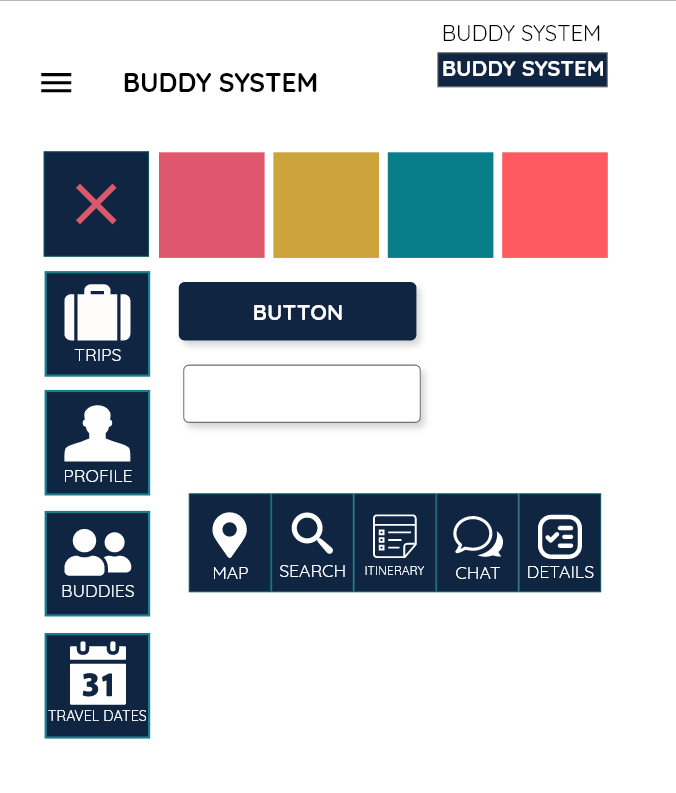 BUDDY SYSTEM
BUDDY SYSTEM
BUDDY SYSTEM
TRIPS
BUTTON
PROFILE
BUDDIES
MAP
SEARCH
ITINERARY
CHAT
DETAILS
31
TRAVEL DATES